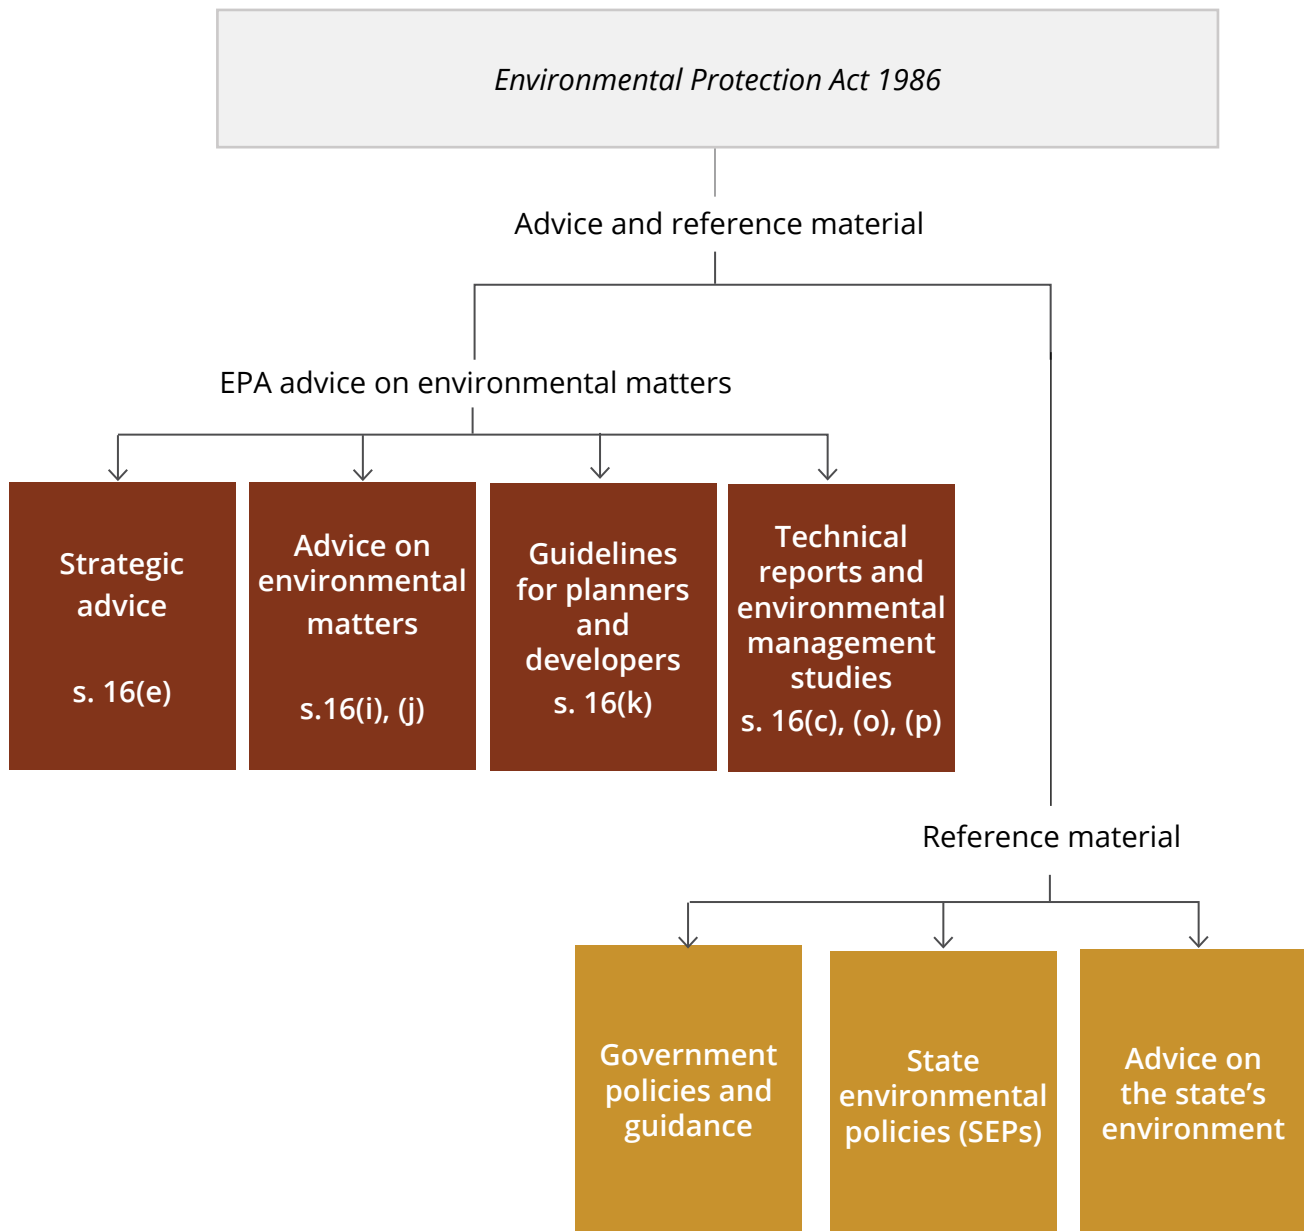 Environmental Protection Act 1986
Advice and reference material
EPA advice on environmental matters
Strategic
advice
s. 16(e)
Advice on
environmental
matters
s.16(i), (j)
Guidelines
for planners
and
developers
s. 16(k)
Technical
reports and
environmental
management
studies
s. 16(c), (o), (p)
Reference material
Government
policies and
guidance
State
environmental
policies (SEPs)
Advice on
the state’s
environment